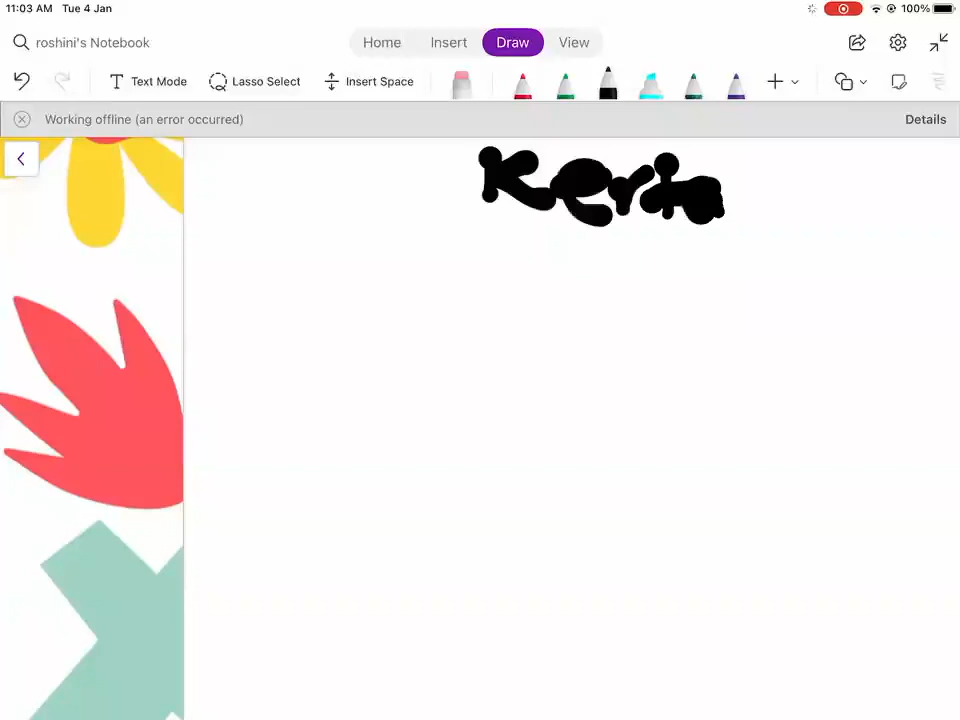 11:03 AM Tue 4 Jan 100%
roshini's Notebook Home Insert Draw View
Text Mode Lasso Select Insert Space
Working offline (an error occurred) Details